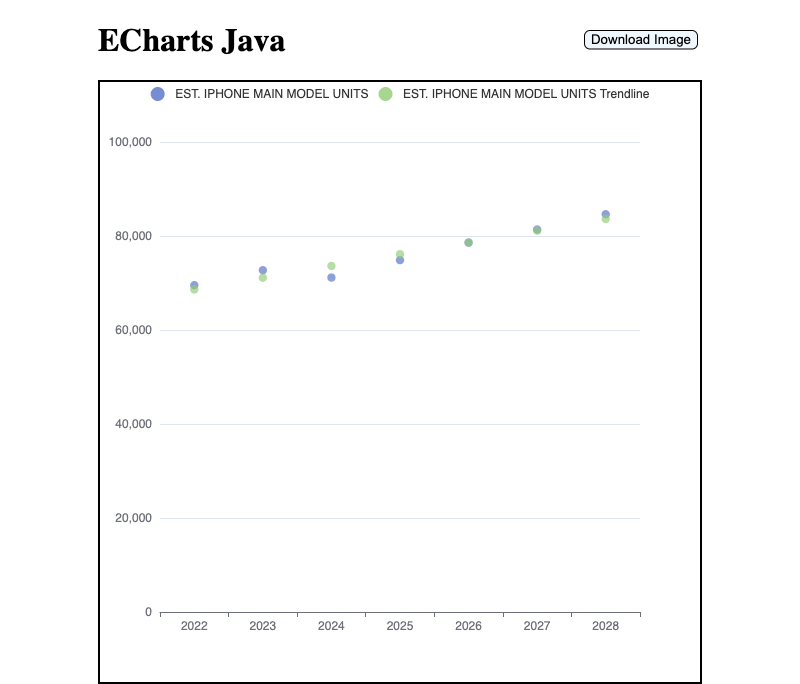 ECharts Java
Download Image
EST. IPHONE MAIN MODEL UNITS
EST. IPHONE MAIN MODEL UNITS Trendline
100,000
80,000
60,000
40,000
20,000
0
2022 2023 2024 2025 2026 2027 2028